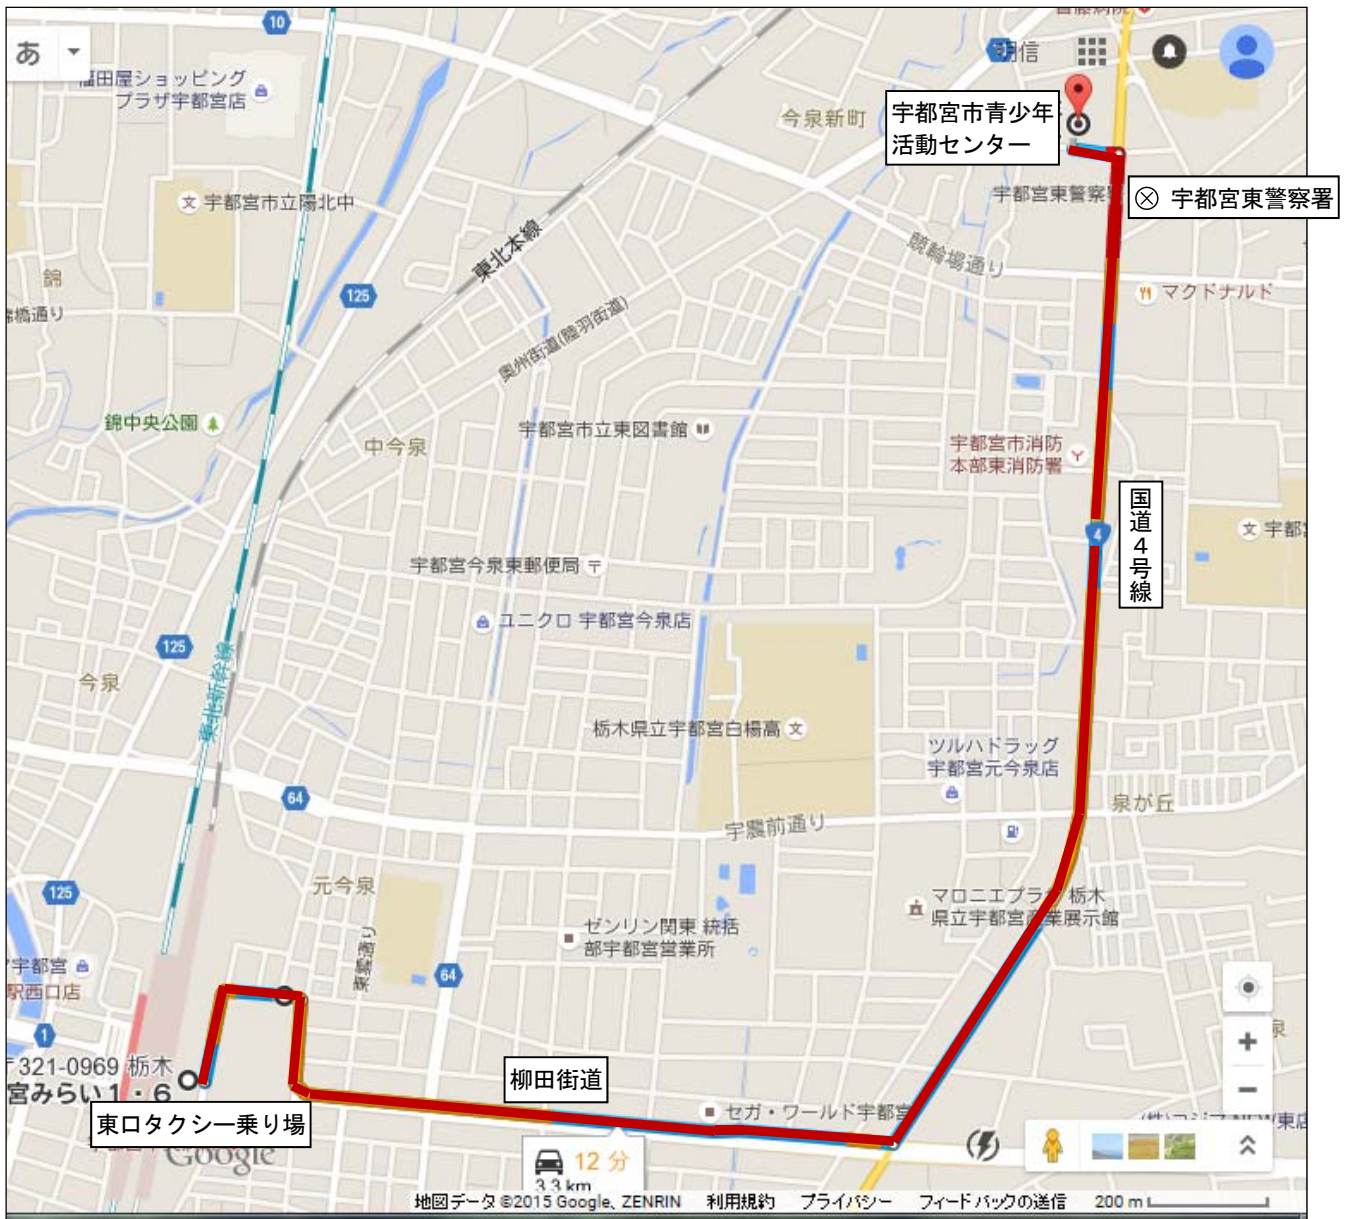 10
あ
福田屋ショッピング
プラザ宇都宮店
明信
今泉新町
宇都宮市青少年
活動センター
宇都宮東警察署
宇都宮東警察
宇都宮市立陽北中
東北本線
競輪場通り
マクドナルド
錦
125
奥州街道(陸羽街道)
錦中央公園
中今泉
宇都宮市立東図書館
宇都宮市消防
本部東消防署
国道4号線
4
宇都宮今泉東郵便局
ユニクロ 宇都宮今泉店
125
今泉
東北新幹線
栃木県立宇都宮白楊高
ツルハドラッグ
宇都宮元今泉店
64
宇農前通り
泉が丘
元今泉
125
マロニエプラザ 栃木
県立宇都宮産業展示館
ゼンリン関東 統括
部宇都宮営業所
東霊通り
64
宇都宮
駅西口店
1
〒321-0969 栃木
宮みらい1・6
柳田街道
東口タクシー乗り場
セガ・ワールド宇都宮
Google
12 分
3.3 km
地図データ ©2015 Google, ZENRIN 利用規約 プライバシー フィードバックの送信 200 m